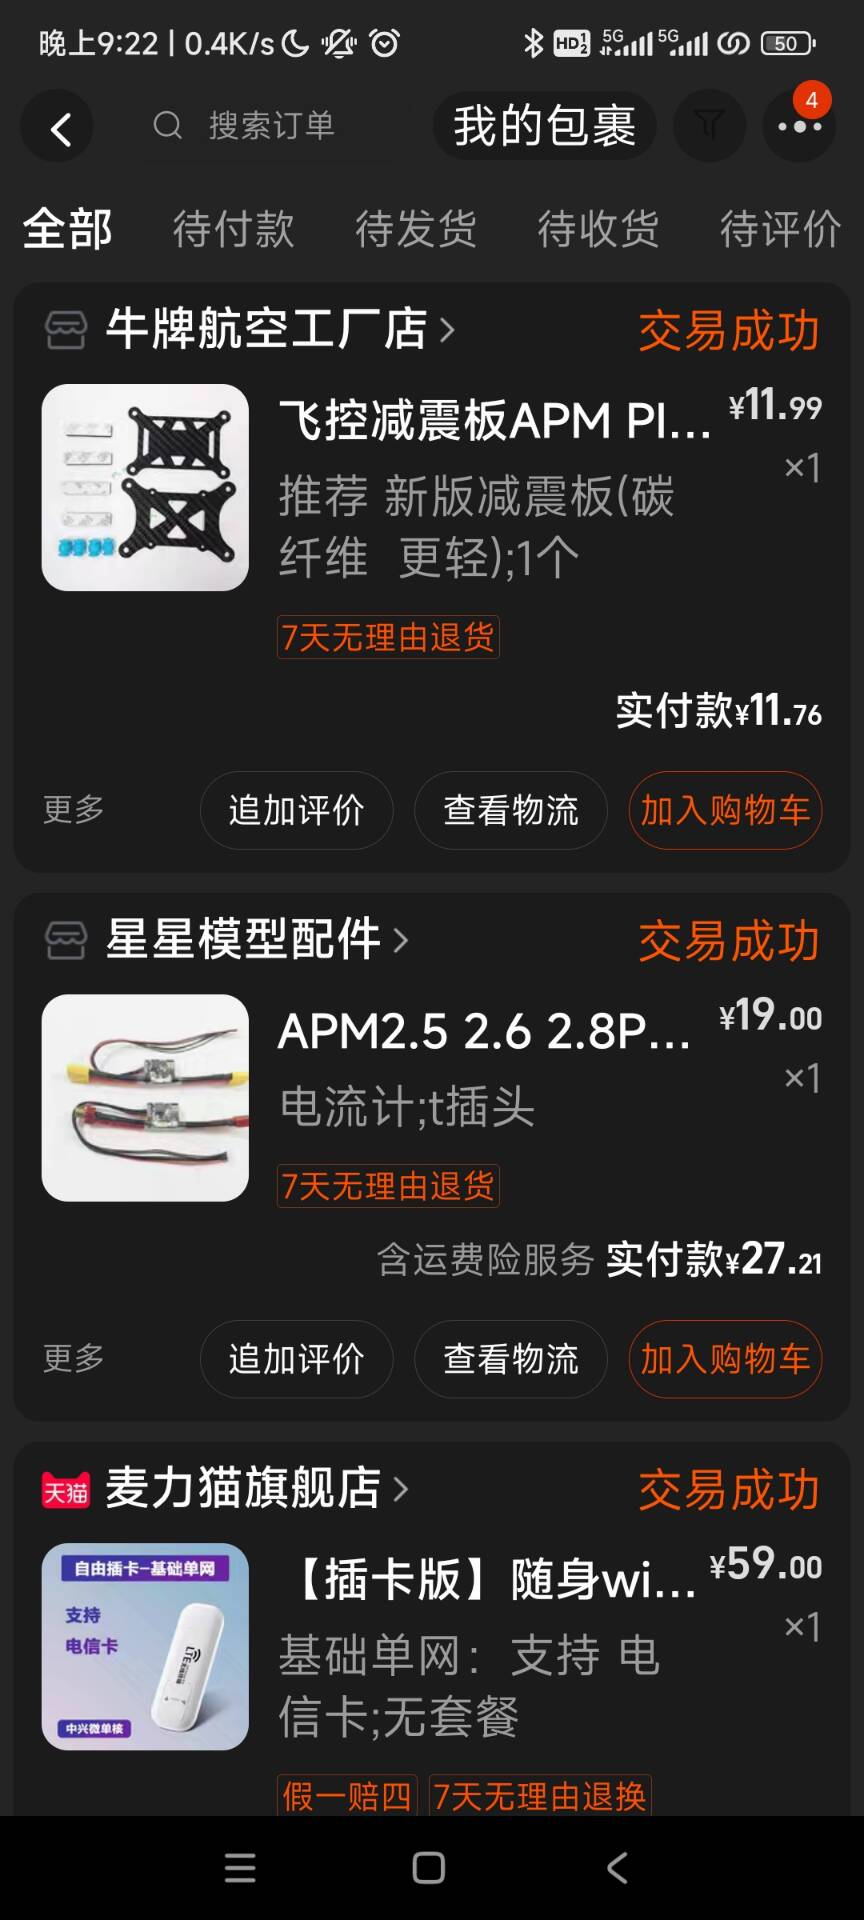 晚上9:22 | 0.4K/s
HD 1 2 5G 5G 50
搜索订单 我的包裹 4
全部 待付款 待发货 待收货 待评价
牛牌航空工厂店 交易成功
飞控减震板APM PI... ¥11.99
×1
推荐 新版减震板(碳
纤维 更轻);1个
7天无理由退货
实付款¥11.76
更多 追加评价 查看物流 加入购物车
星星模型配件 交易成功
APM2.5 2.6 2.8P... ¥19.00
×1
电流计;t插头
7天无理由退货
含运费险服务 实付款¥27.21
更多 追加评价 查看物流 加入购物车
天猫 麦力猫旗舰店 交易成功
自由插卡-基础单网
支持
电信卡
LTE
中兴微单核
【插卡版】随身wi... ¥59.00
×1
基础单网：支持 电
信卡;无套餐
假一赔四 7天无理由退换